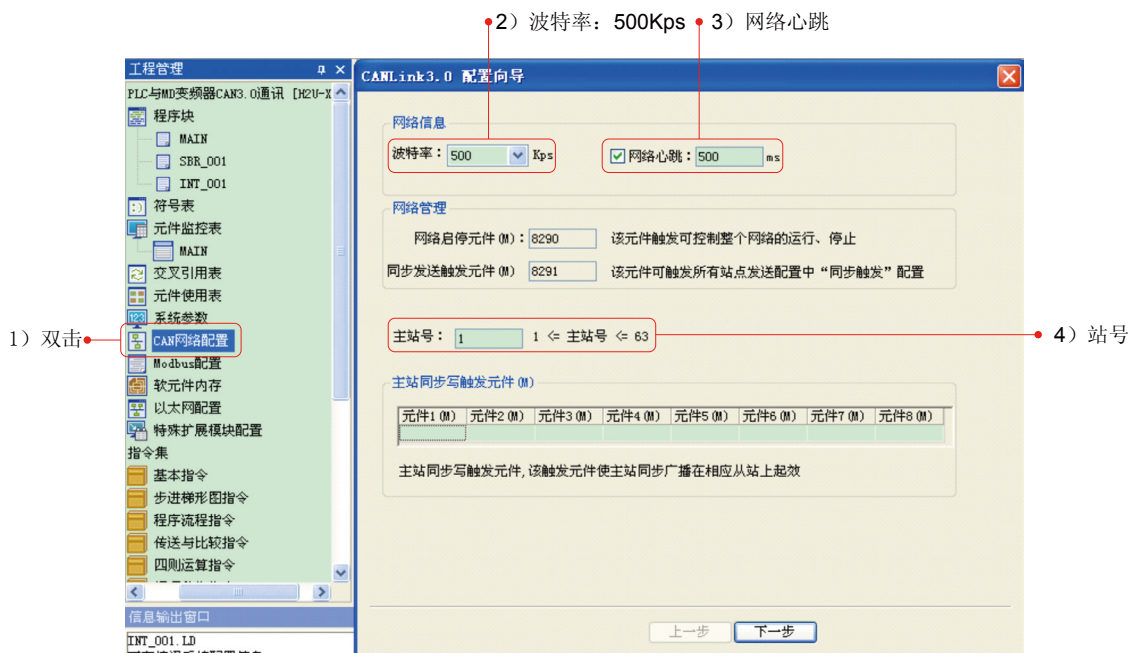 2）波特率：500Kps
3）网络心跳
工程管理
PLC与MD变频器CAN3.0通讯 [H2U-X
程序块
MAIN
SBR_001
INT_001
符号表
元件监控表
MAIN
交叉引用表
元件使用表
系统参数
1）双击
CAN网络配置
Modbus配置
软元件内存
以太网配置
特殊扩展模块配置
指令集
基本指令
步进梯形图指令
程序流程指令
传送与比较指令
四则运算指令
信息输出窗口
INT_001.LD
CANLink3.0 配置向导
网络信息
波特率： 500 Kps 网络心跳：500 ms
网络管理
网络启停元件(M)：8290 该元件触发可控制整个网络的运行、停止
同步发送触发元件(M) 8291 该元件可触发所有站点发送配置中“同步触发”配置
主站号： 1 1 <= 主站号 <= 63
4）站号
主站同步写触发元件(M)
元件1(M) 元件2(M) 元件3(M) 元件4(M) 元件5(M) 元件6(M) 元件7(M) 元件8(M)
主站同步写触发元件,该触发元件使主站同步广播在相应从站上起效
上一步 下一步